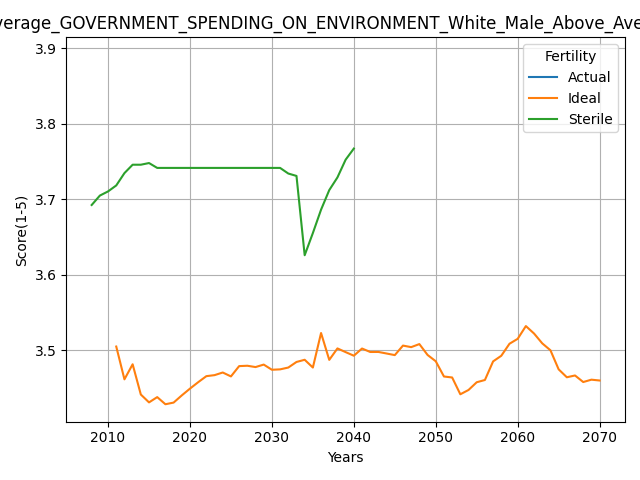 verage_GOVERNMENT_SPENDING_ON_ENVIRONMENT_White_Male_Above_Ave
3.9
3.8
3.7
3.6
3.5
Score(1-5)
Fertility
Actual
Ideal
Sterile
2010 2020 2030 2040 2050 2060 2070
Years